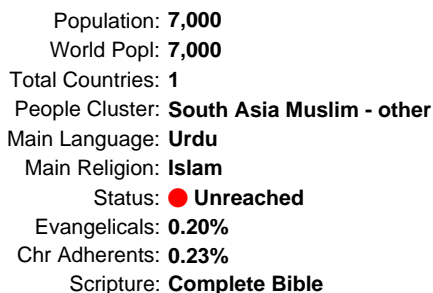 Population: 7,000
World Popl: 7,000
Total Countries: 1
People Cluster: South Asia Muslim - other
Main Language: Urdu
Main Religion: Islam
Status: Unreached
Evangelicals: 0.20%
Chr Adherents: 0.23%
Scripture: Complete Bible